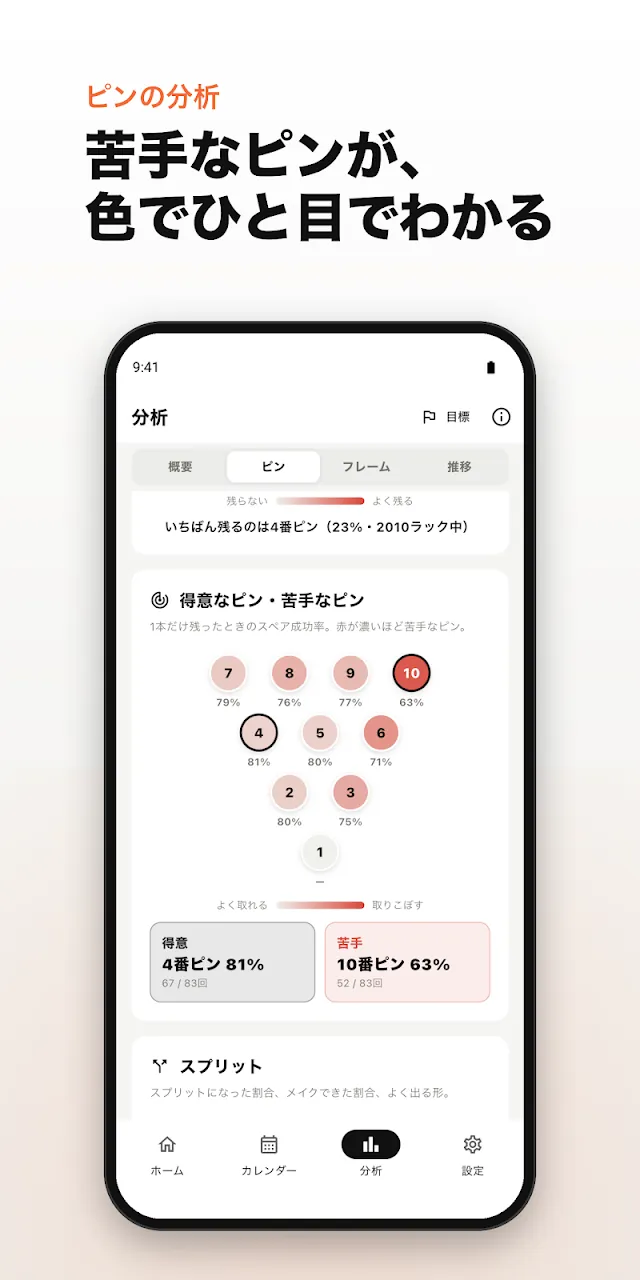 ピンの分析
苦手なピンが、
色でひと目でわかる
9:41
分析
目標
概要 ピン フレーム 推移
残らない よく残る
いちばん残るのは4番ピン（23%・2010ラック中）
得意なピン・苦手なピン
1本だけ残ったときのスペア成功率。赤が濃いほど苦手なピン。
7 8 9 10
79% 76% 77% 63%
4 5 6
81% 80% 71%
2 3
80% 75%
1
–
よく取れる 取りこぼす
得意 苦手
4番ピン 81% 10番ピン 63%
67 / 83回 52 / 83回
スプリット
スプリットになった割合、メイクできた割合、よく出る形。
ホーム カレンダー 分析 設定